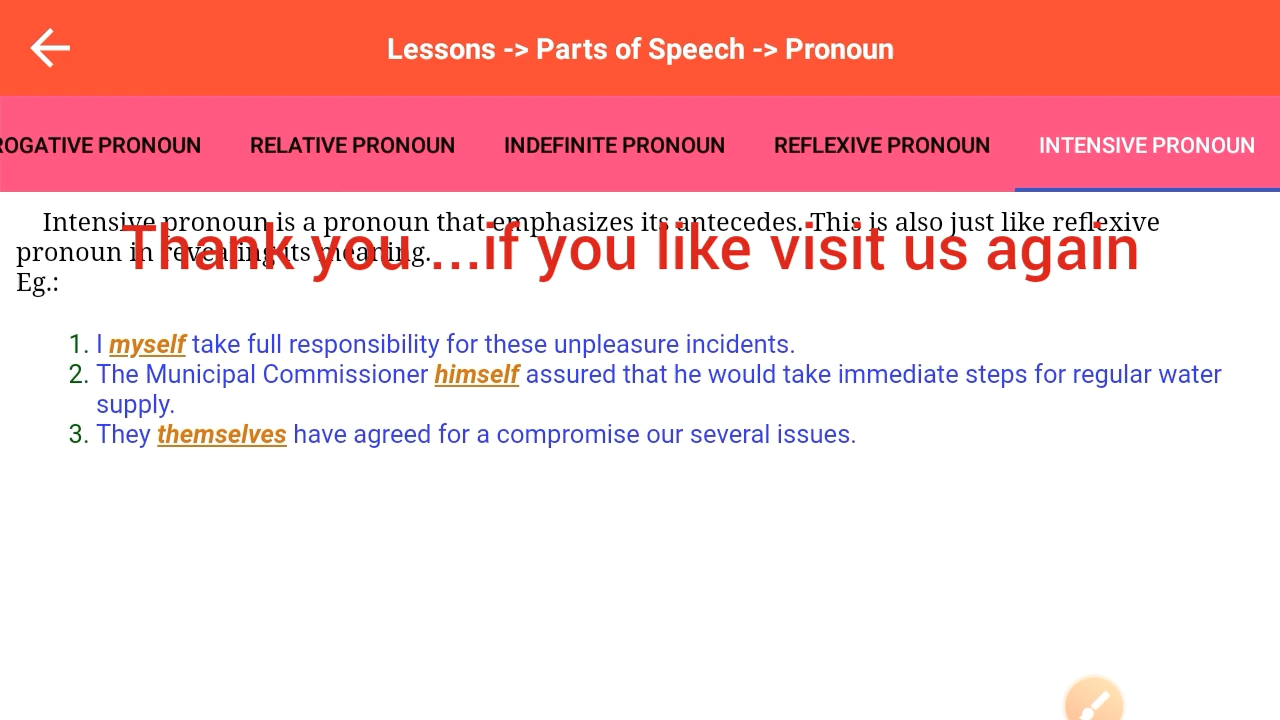 Lessons -> Parts of Speech -> Pronoun
ROGATIVE PRONOUN RELATIVE PRONOUN INDEFINITE PRONOUN REFLEXIVE PRONOUN INTENSIVE PRONOUN
Intensive pronoun is a pronoun that emphasizes its antecedes. This is also just like reflexive
pronoun in revealing its meaning.
Thank you ...if you like visit us again
Eg.:
1. I myself take full responsibility for these unpleasure incidents.
2. The Municipal Commissioner himself assured that he would take immediate steps for regular water
supply.
3. They themselves have agreed for a compromise our several issues.